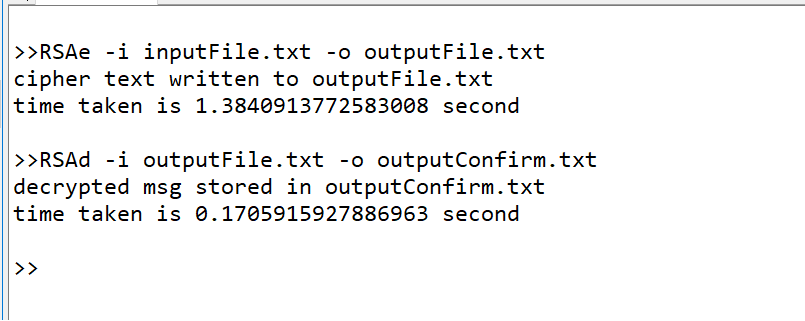 >>RSAe -i inputFile.txt -o outputFile.txt
cipher text written to outputFile.txt
time taken is 1.3840913772583008 second
>>RSAd -i outputFile.txt -o outputConfirm.txt
decrypted msg stored in outputConfirm.txt
time taken is 0.1705915927886963 second
>>